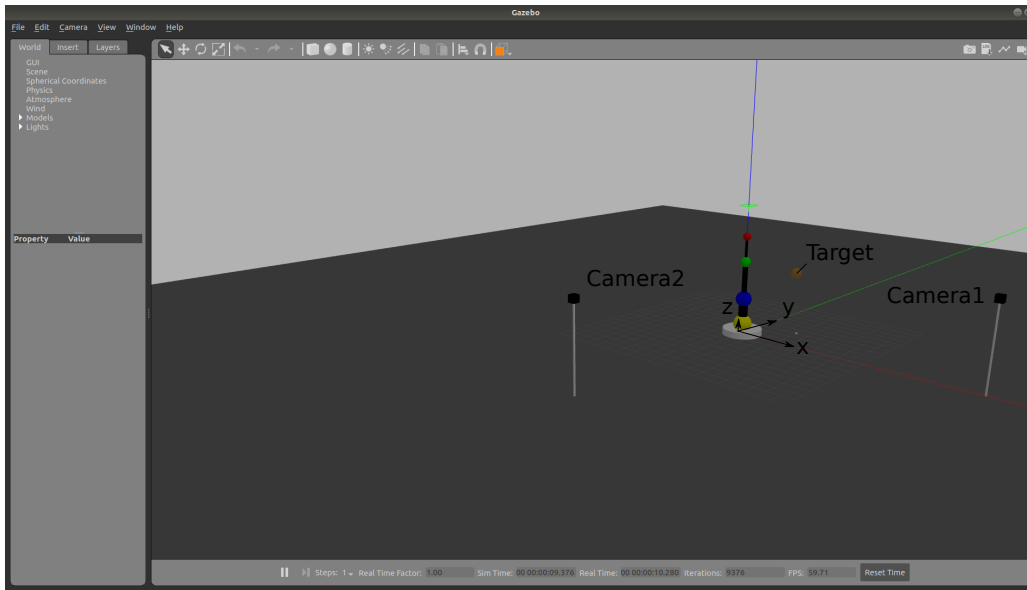 Gazebo
File Edit Camera View Window Help
World Insert Layers
GUI
Scene
Spherical Coordinates
Physics
Atmosphere
Wind
Models
Lights
Property Value
Target
Camera2
Camera1
z
y
x
Steps: 1 Real Time Factor: 1.00 Sim Time: 00 00:00:09.376 Real Time: 00 00:00:10.280 Iterations: 9376 FPS: 59.71 Reset Time